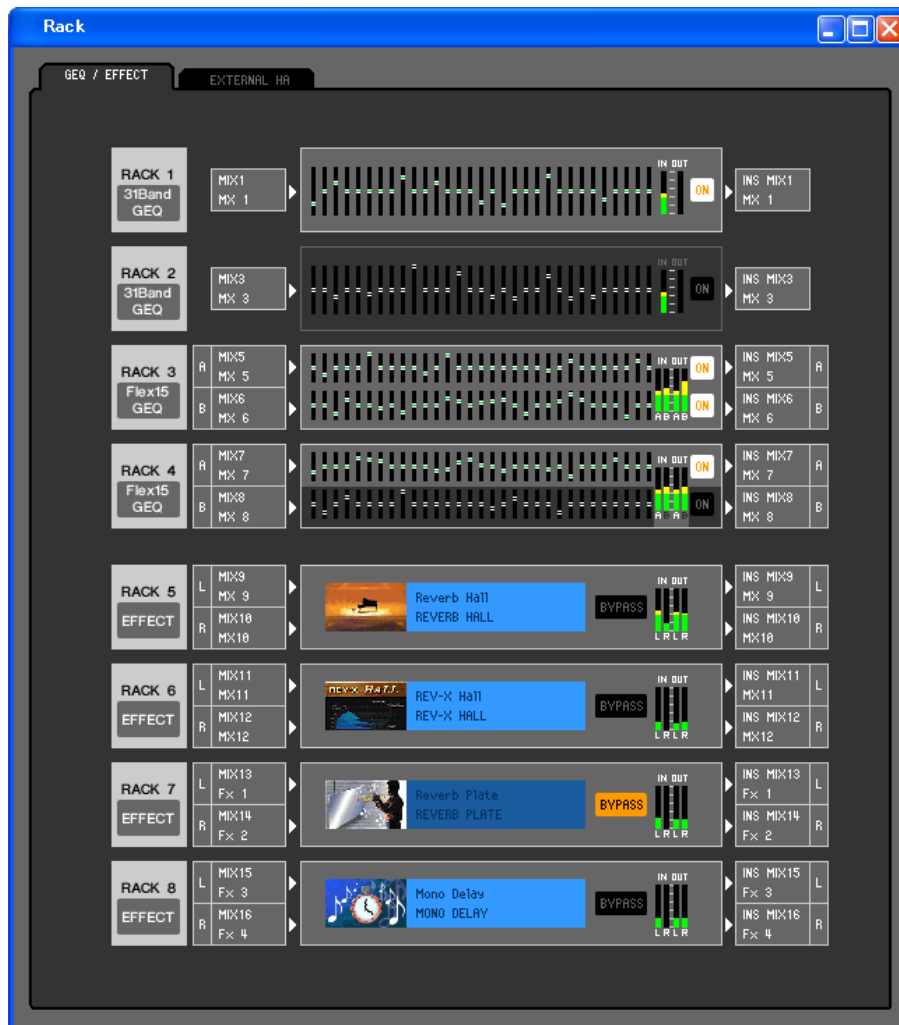 Rack
GEQ / EFFECT
EXTERNAL HA
RACK 1
31Band
GEQ
MIX1
MX 1
IN OUT
ON
INS MIX1
MX 1
RACK 2
31Band
GEQ
MIX3
MX 3
IN OUT
ON
INS MIX3
MX 3
RACK 3
Flex15
GEQ
A
MIX5
MX 5
B
MIX6
MX 6
IN OUT
ON
ON
A B A B
INS MIX5
MX 5
A
INS MIX6
MX 6
B
RACK 4
Flex15
GEQ
A
MIX7
MX 7
B
MIX8
MX 8
IN OUT
ON
ON
A B A B
INS MIX7
MX 7
A
INS MIX8
MX 8
B
RACK 5
EFFECT
L
MIX9
MX 9
R
MIX10
MX10
Reverb Hall
REVERB HALL
BYPASS
IN OUT
L R L R
INS MIX9
MX 9
L
INS MIX10
MX10
R
RACK 6
EFFECT
L
MIX11
MX11
R
MIX12
MX12
REV-X HALL
REV-X Hall
REV-X HALL
BYPASS
IN OUT
L R L R
INS MIX11
MX11
L
INS MIX12
MX12
R
RACK 7
EFFECT
L
MIX13
Fx 1
R
MIX14
Fx 2
Reverb Plate
REVERB PLATE
BYPASS
IN OUT
L R L R
INS MIX13
Fx 1
L
INS MIX14
Fx 2
R
RACK 8
EFFECT
L
MIX15
Fx 3
R
MIX16
Fx 4
Mono Delay
MONO DELAY
BYPASS
IN OUT
L R L R
INS MIX15
Fx 3
L
INS MIX16
Fx 4
R